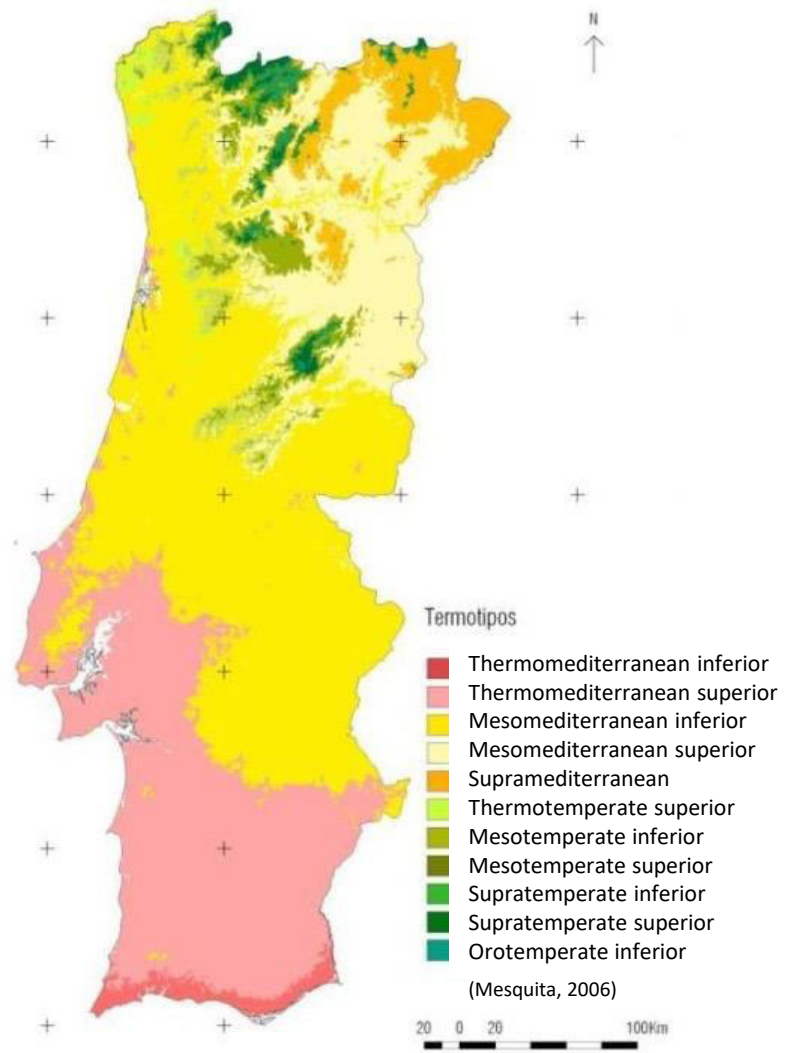 N
Termotipos
Thermomediterranean inferior
Thermomediterranean superior
Mesomediterranean inferior
Mesomediterranean superior
Supramediterranean
Thermotemperate superior
Mesotemperate inferior
Mesotemperate superior
Supratemperate inferior
Supratemperate superior
Orotemperate inferior
(Mesquita, 2006)
20 0 20 100Km